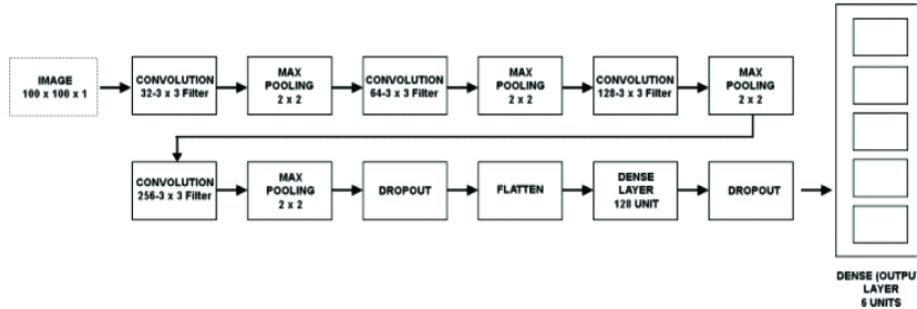 IMAGE
100 x 100 x 1
CONVOLUTION
32-3 x 3 Filter
MAX
POOLING
2 x 2
CONVOLUTION
64-3 x 3 Filter
MAX
POOLING
2 x 2
CONVOLUTION
128-3 x 3 Filter
MAX
POOLING
2 x 2
CONVOLUTION
256-3 x 3 Filter
MAX
POOLING
2 x 2
DROPOUT
FLATTEN
DENSE
LAYER
128 UNIT
DROPOUT
DENSE (OUTPU
LAYER
6 UNITS